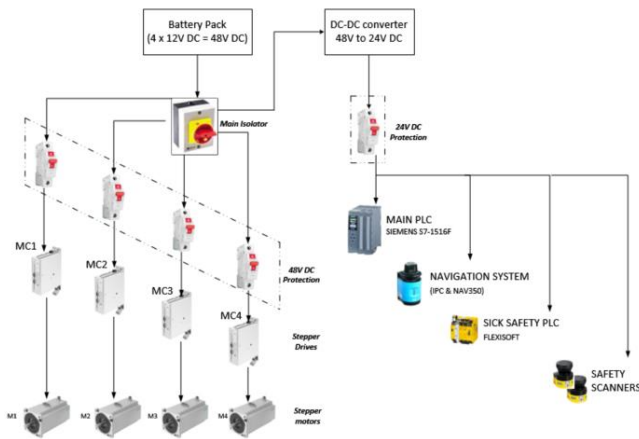 Battery Pack
(4 x 12V DC = 48V DC)
DC-DC converter
48V to 24V DC
Main Isolator
24V DC
Protection
MC1
MC2
MC3
MC4
48V DC
Protection
MAIN PLC
SIEMENS S7-1516F
NAVIGATION SYSTEM
(IPC & NAV350)
SICK SAFETY PLC
FLEXISOFT
SAFETY
SCANNERS
Stepper
Drives
M1
M2
M3
M4
Stepper
motors